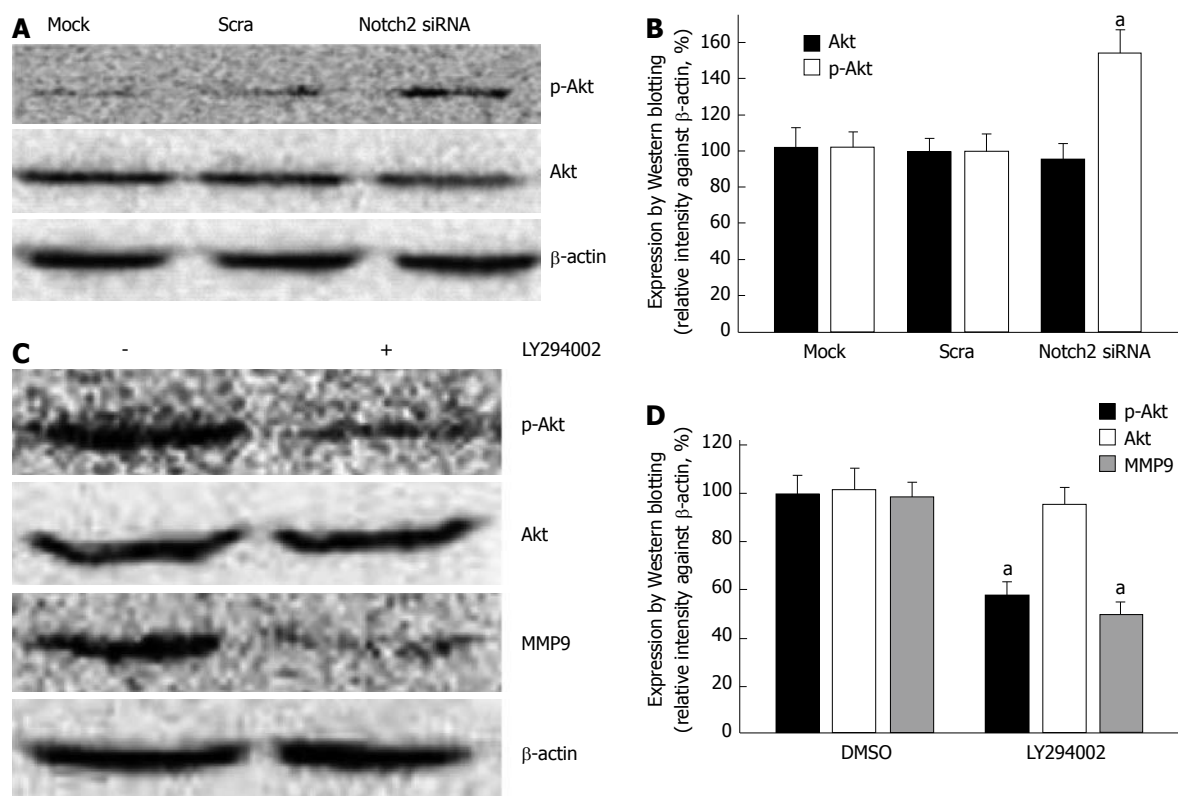 A
Mock Scra Notch2 siRNA
p-Akt
Akt
β-actin
B
Expression by Western blotting
(relative intensity against β-actin, %)
160
140
120
100
80
60
40
20
0
Akt
p-Akt
a
Mock Scra Notch2 siRNA
C
- + LY294002
p-Akt
Akt
MMP9
β-actin
D
Expression by Western blotting
(relative intensity against β-actin, %)
120
100
80
60
40
20
0
p-Akt
Akt
MMP9
a
a
DMSO LY294002